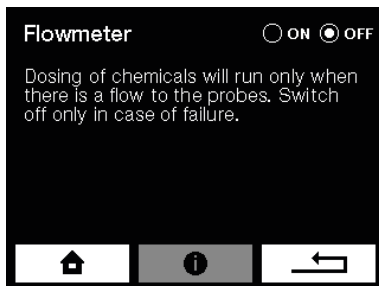 Flowmeter ON OFF
Dosing of chemicals will run only when
there is a flow to the probes. Switch
off only in case of failure.
i